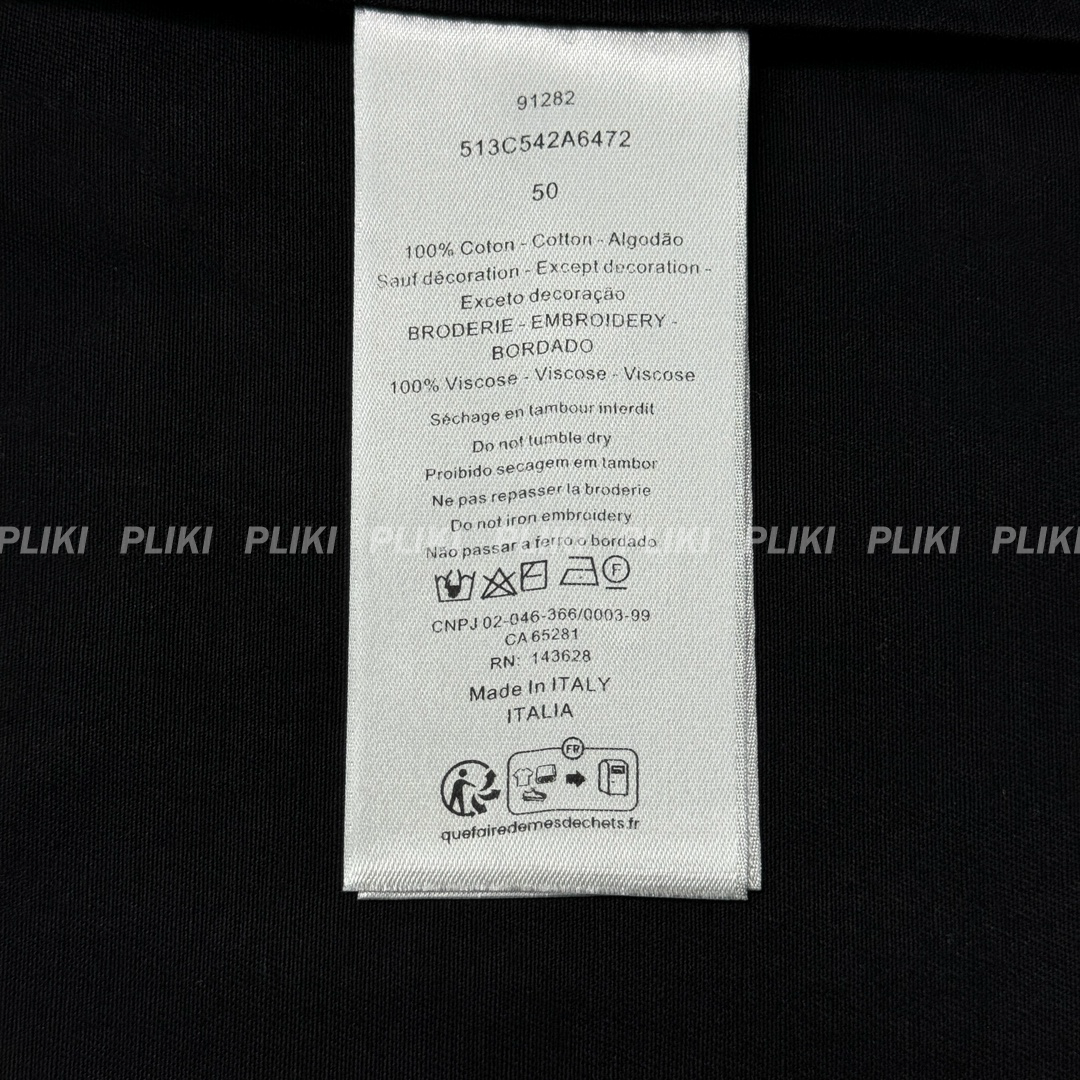 91282
513C542A6472
50
100% Coton - Cotton - Algodão
Sauf décoration - Except decoration -
Exceto decoração
BRODERIE - EMBROIDERY -
BORDADO
100% Viscose - Viscose - Viscose
Séchage en tambour interdit
Do not tumble dry
Proibido secagem em tambor
Ne pas repasser la broderie
Do not iron embroidery
PLIKI PLIKI PLIKI PLIKI PLIKI PLIKI PLIKI PLIKI PLIKI
Não passar a ferro o bordado
F
CNPJ 02-046-366/0003-99
CA 65281
RN: 143628
Made In ITALY
ITALIA
FR
quefairedemesdechets.fr